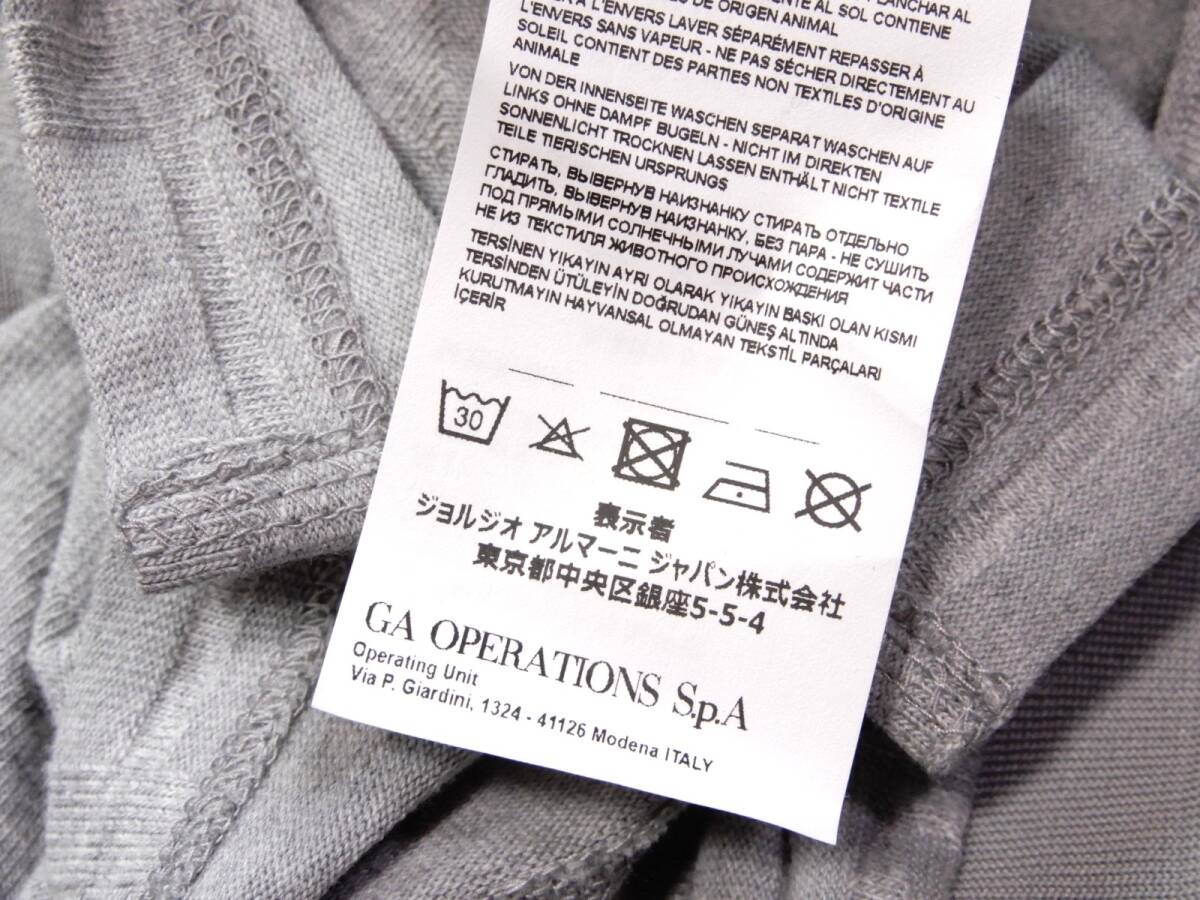 PLANCHAR AL
AL SOL CONTIENE
DE ORIGEN ANIMAL
À L'ENVERS LAVER SÉPARÉMENT REPASSER À
L'ENVERS SANS VAPEUR - NE PAS SÉCHER DIRECTEMENT AU
SOLEIL CONTIENT DES PARTIES NON TEXTILES D'ORIGINE
ANIMALE
VON DER INNENSEITE WASCHEN SEPARAT WASCHEN AUF
LINKS OHNE DAMPF BUGELN - NICHT IM DIREKTEN
SONNENLICHT TROCKNEN LASSEN ENTHÄLT NICHT TEXTILE
TEILE TIERISCHEN URSPRUNGS
СТИРАТЬ, ВЫВЕРНУВ НАИЗНАНКУ СТИРАТЬ ОТДЕЛЬНО
ГЛАДИТЬ, ВЫВЕРНУВ НАИЗНАНКУ, БЕЗ ПАРА - НЕ СУШИТЬ
ПОД ПРЯМЫМИ СОЛНЕЧНЫМИ ЛУЧАМИ СОДЕРЖИТ ЧАСТИ
НЕ ИЗ ТЕКСТИЛЯ ЖИВОТНОГО ПРОИСХОЖДЕНИЯ
TERSİNEN YIKAYIN AYRI OLARAK YIKAYIN BASKI OLAN KISMI
TERSİNDEN ÜTÜLEYİN DOĞRUDAN GÜNEŞ ALTINDA
KURUTMAYIN HAYVANSAL OLMAYAN TEKSTİL PARÇALARI
İÇERİR
30
表示者
ジョルジオ アルマーニ ジャパン株式会社
東京都中央区銀座5-5-4
GA OPERATIONS S.p.A
Operating Unit
Via P. Giardini, 1324 - 41126 Modena ITALY